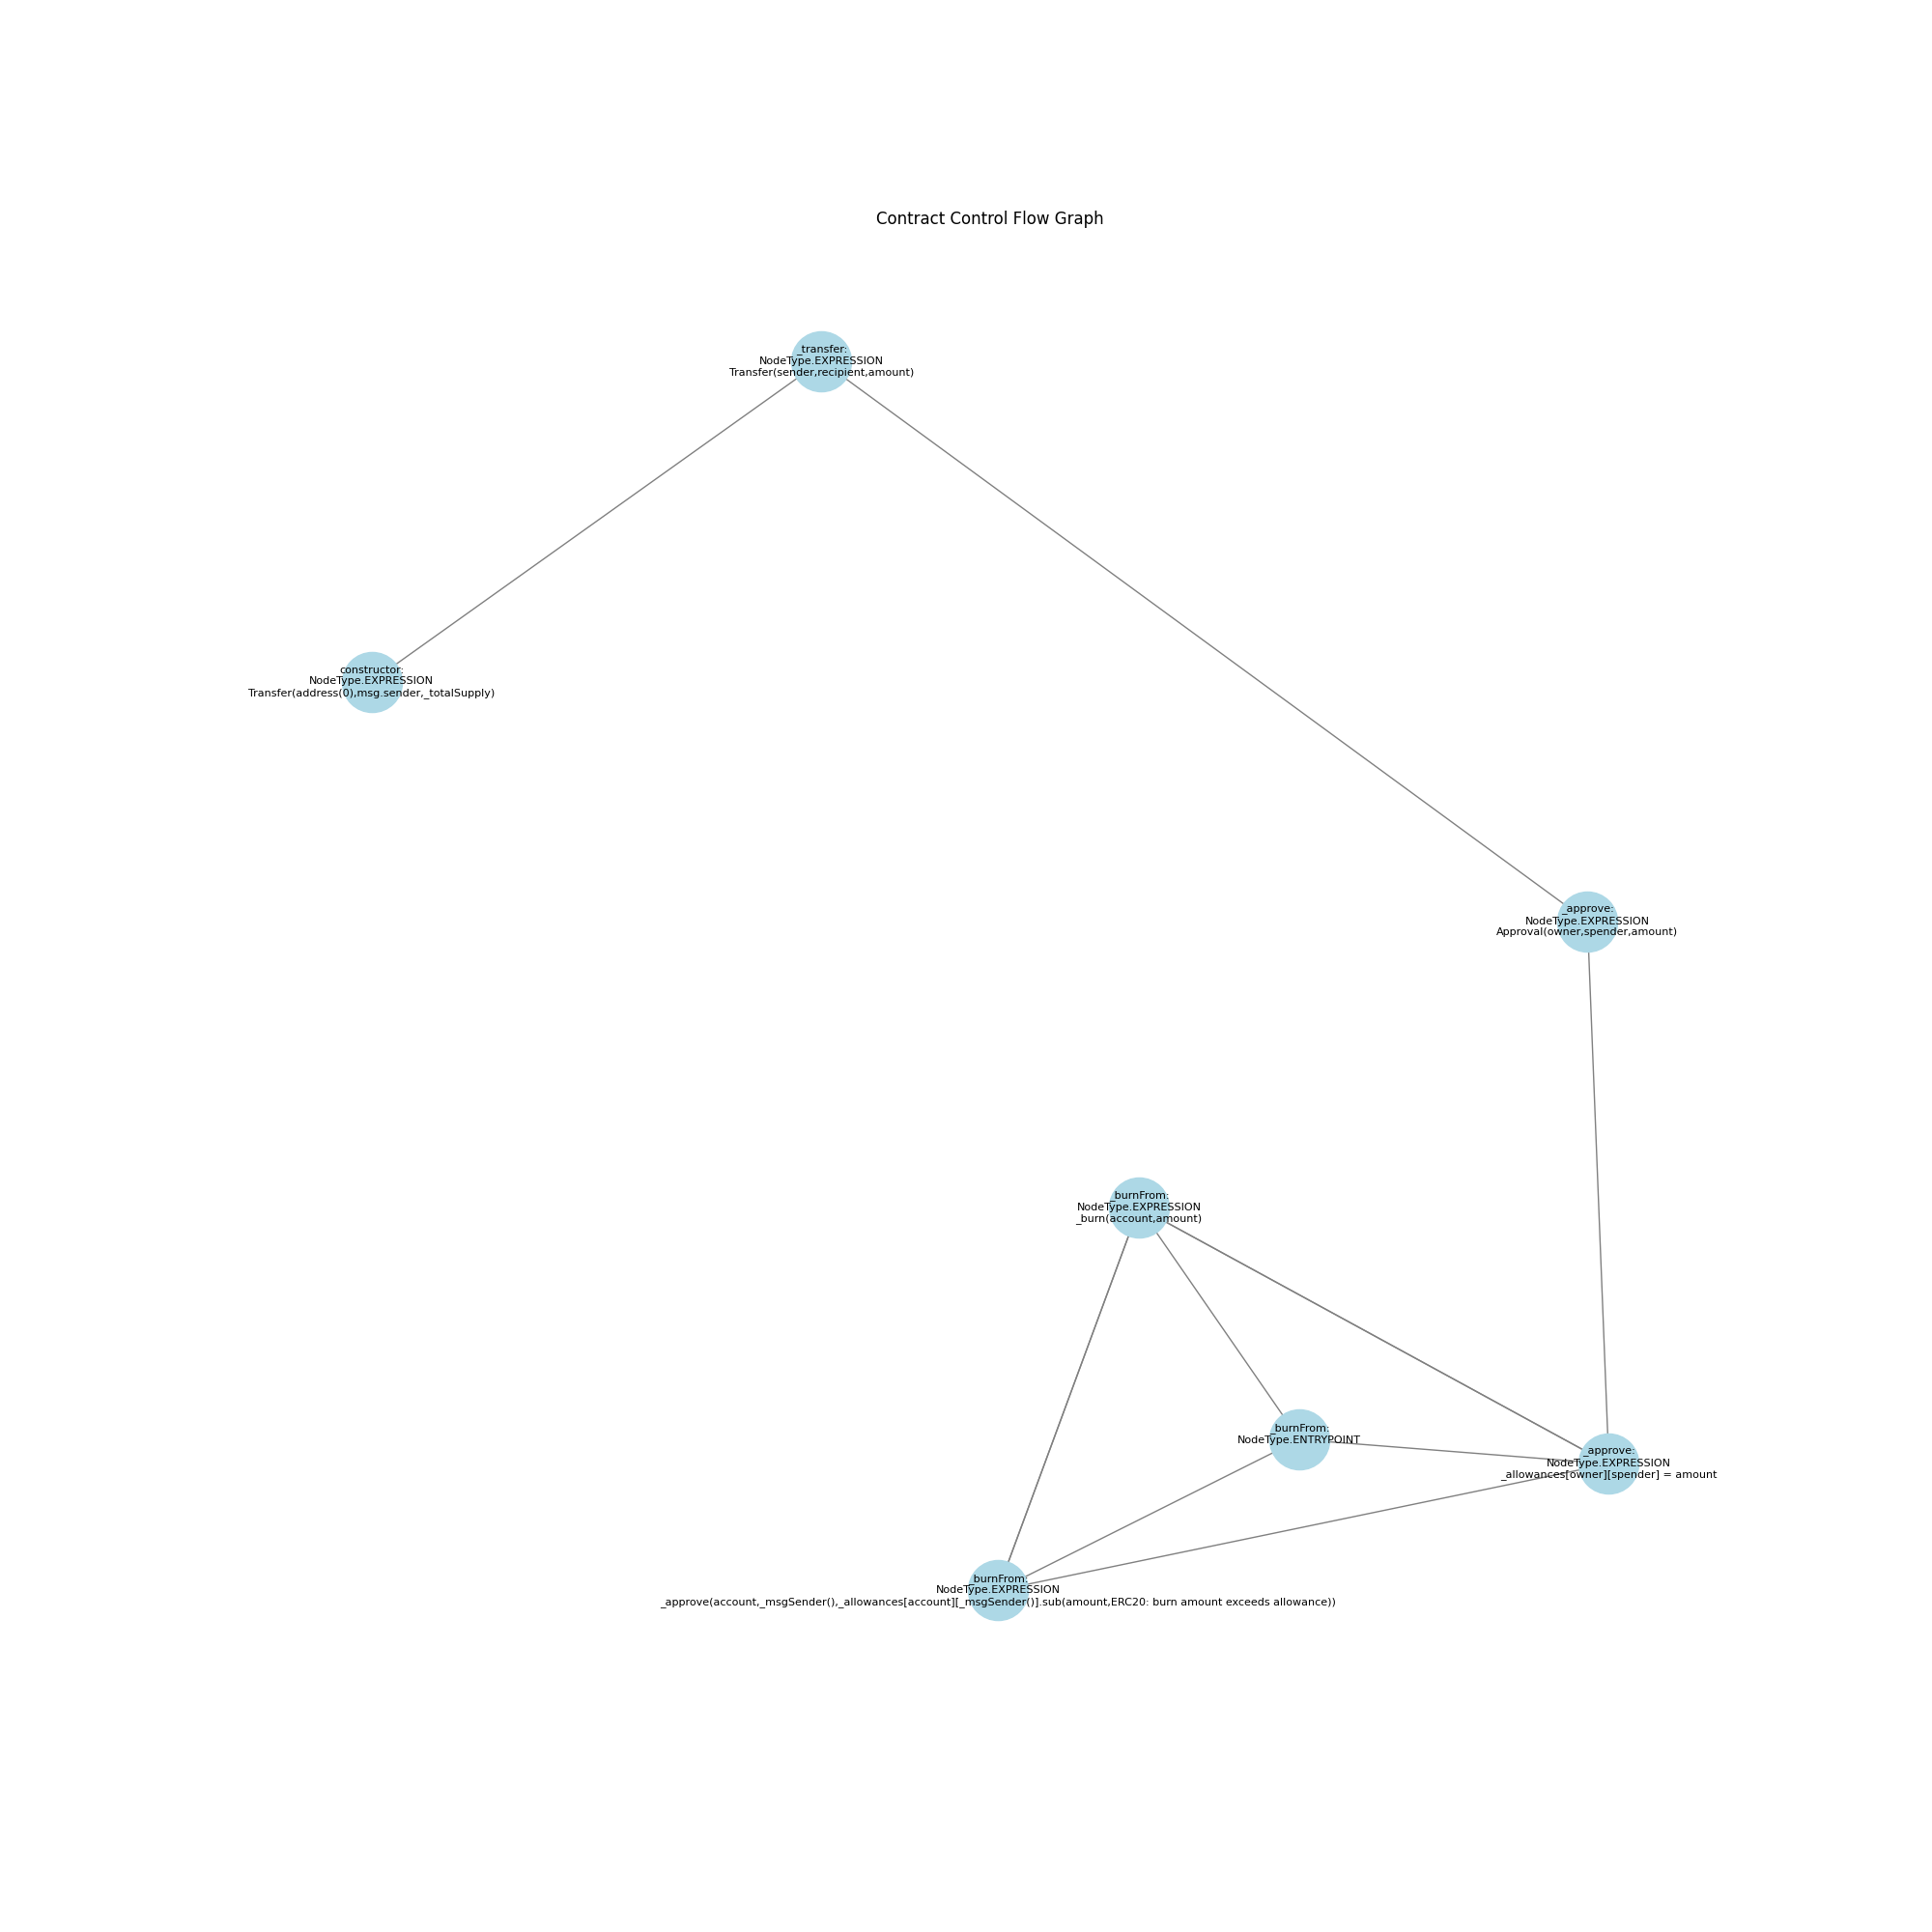 Contract Control Flow Graph
_transfer:
NodeType.EXPRESSION
Transfer(sender,recipient,amount)
constructor:
NodeType.EXPRESSION
Transfer(address(0),msg.sender,_totalSupply)
_approve:
NodeType.EXPRESSION
Approval(owner,spender,amount)
_burnFrom:
NodeType.EXPRESSION
_burn(account,amount)
_burnFrom:
NodeType.ENTRYPOINT
_approve:
NodeType.EXPRESSION
_allowances[owner][spender] = amount
_burnFrom:
NodeType.EXPRESSION
_approve(account,_msgSender(),_allowances[account][_msgSender()].sub(amount,ERC20: burn amount exceeds allowance))